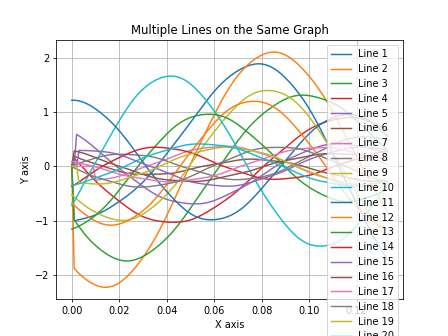 Multiple Lines on the Same Graph
Y axis
2
1
0
−1
−2
0.00
0.02
0.04
0.06
0.08
0.10
X axis
Line 1
Line 2
Line 3
Line 4
Line 5
Line 6
Line 7
Line 8
Line 9
Line 10
Line 11
Line 12
Line 13
Line 14
Line 15
Line 16
Line 17
Line 18
Line 19
Line 20